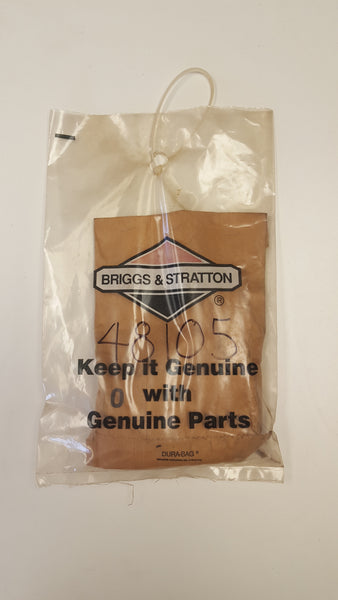 BRIGGS & STRATTON
®
48105
Keep it Genuine
0 with
Genuine Parts
DURA-BAG®